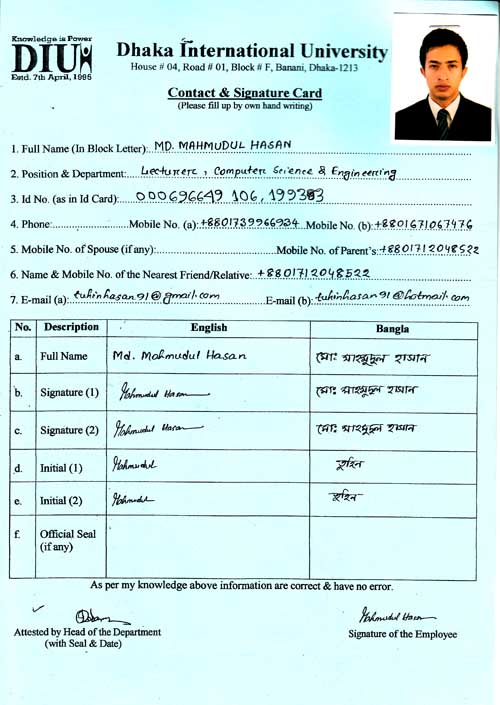 Knowledge is Power
DIU
Estd. 7th April, 1995
Dhaka International University
House # 04, Road # 01, Block # F, Banani, Dhaka-1213
Contact & Signature Card
(Please fill up by own hand writing)
1. Full Name (In Block Letter): MD. MAHMUDUL HASAN
2. Position & Department: Lecturer, Computer Science & Engineering
3. Id No. (as in Id Card): 000696649 106, 199383
4. Phone: Mobile No. (a): +8801739966934 Mobile No. (b): +8801671067476
5. Mobile No. of Spouse (if any): Mobile No. of Parent's: +8801712048522
6. Name & Mobile No. of the Nearest Friend/Relative: +8801712048522
7. E-mail (a): tuhinhasan91@gmail.com E-mail (b): tuhinhasan91@hotmail.com
No. Description English Bangla
a. Full Name Md. Mahmudul Hasan মোঃ মাহমুদুল হাসান
b. Signature (1) Mahmudul Hasan মোঃ মাহমুদুল হাসান
c. Signature (2) Mahmudul Hasan মোঃ মাহমুদুল হাসান
d. Initial (1) Mahmudul তুহিন
e. Initial (2) Mahmudul তুহিন
f. Official Seal
(if any)
As per my knowledge above information are correct & have no error.
Mahmudul Hasan
Attested by Head of the Department Signature of the Employee
(with Seal & Date)